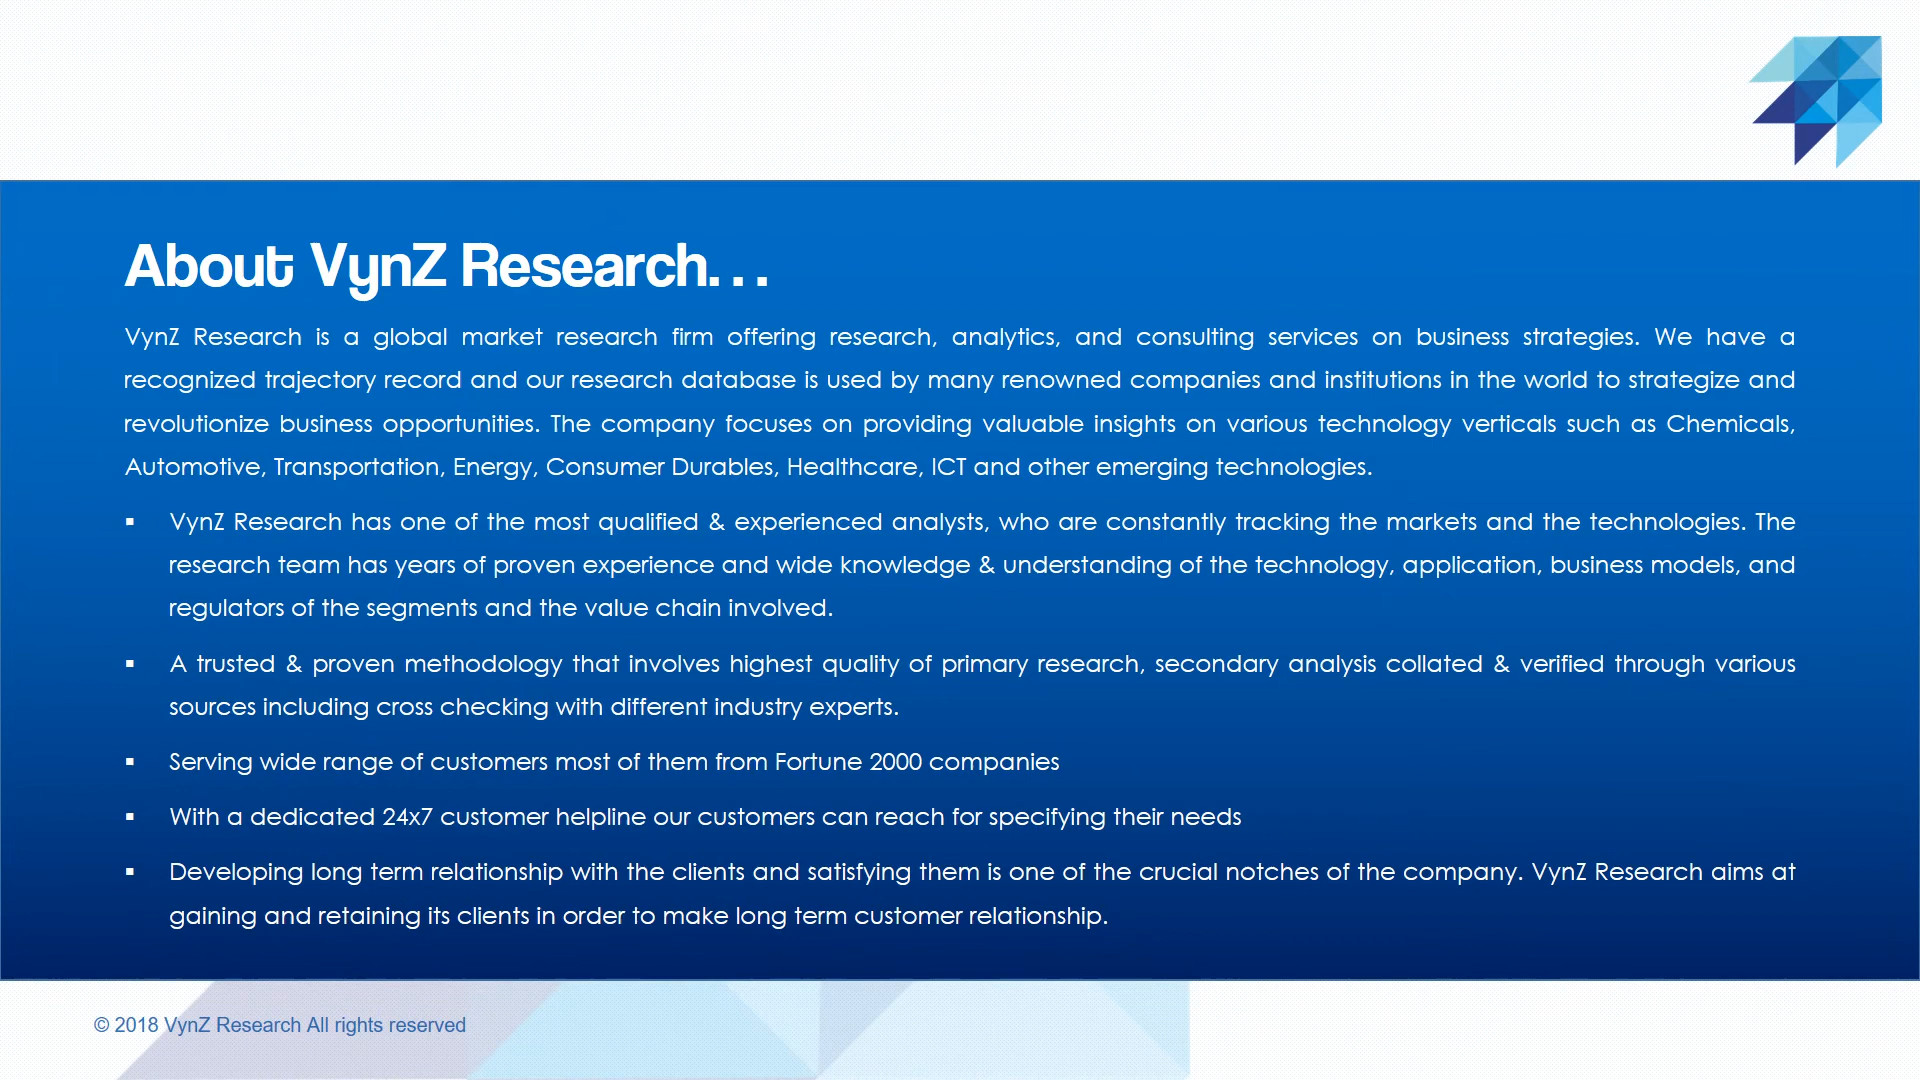 About VynZ Research...
VynZ Research is a global market research firm offering research, analytics, and consulting services on business strategies. We have a
recognized trajectory record and our research database is used by many renowned companies and institutions in the world to strategize and
revolutionize business opportunities. The company focuses on providing valuable insights on various technology verticals such as Chemicals,
Automotive, Transportation, Energy, Consumer Durables, Healthcare, ICT and other emerging technologies.
▪ VynZ Research has one of the most qualified & experienced analysts, who are constantly tracking the markets and the technologies. The
research team has years of proven experience and wide knowledge & understanding of the technology, application, business models, and
regulators of the segments and the value chain involved.
▪ A trusted & proven methodology that involves highest quality of primary research, secondary analysis collated & verified through various
sources including cross checking with different industry experts.
▪ Serving wide range of customers most of them from Fortune 2000 companies
▪ With a dedicated 24x7 customer helpline our customers can reach for specifying their needs
▪ Developing long term relationship with the clients and satisfying them is one of the crucial notches of the company. VynZ Research aims at
gaining and retaining its clients in order to make long term customer relationship.
© 2018 VynZ Research All rights reserved